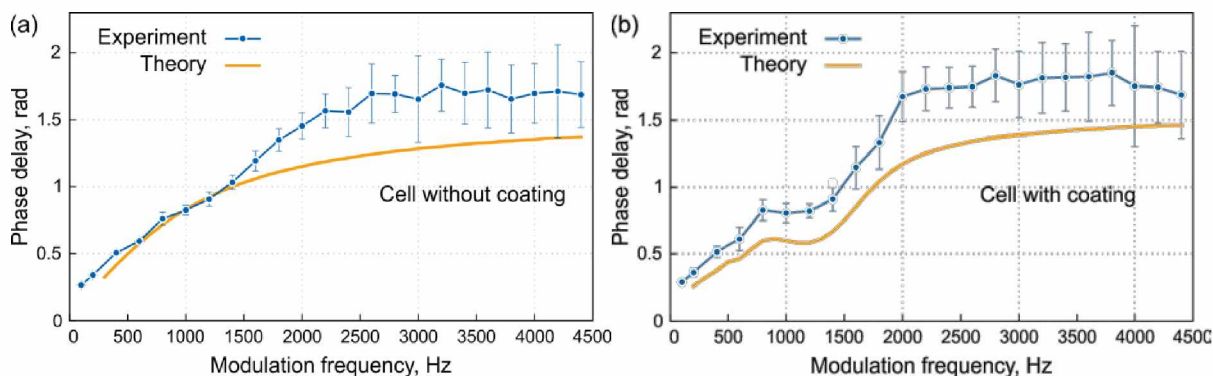 (a)
Experiment
Theory
Phase delay, rad
2
1.5
1
0.5
0
Cell without coating
0 500 1000 1500 2000 2500 3000 3500 4000 4500
Modulation frequency, Hz
(b)
Experiment
Theory
Phase delay, rad
2
1.5
1
0.5
0
Cell with coating
0 500 1000 1500 2000 2500 3000 3500 4000 4500
Modulation frequency, Hz